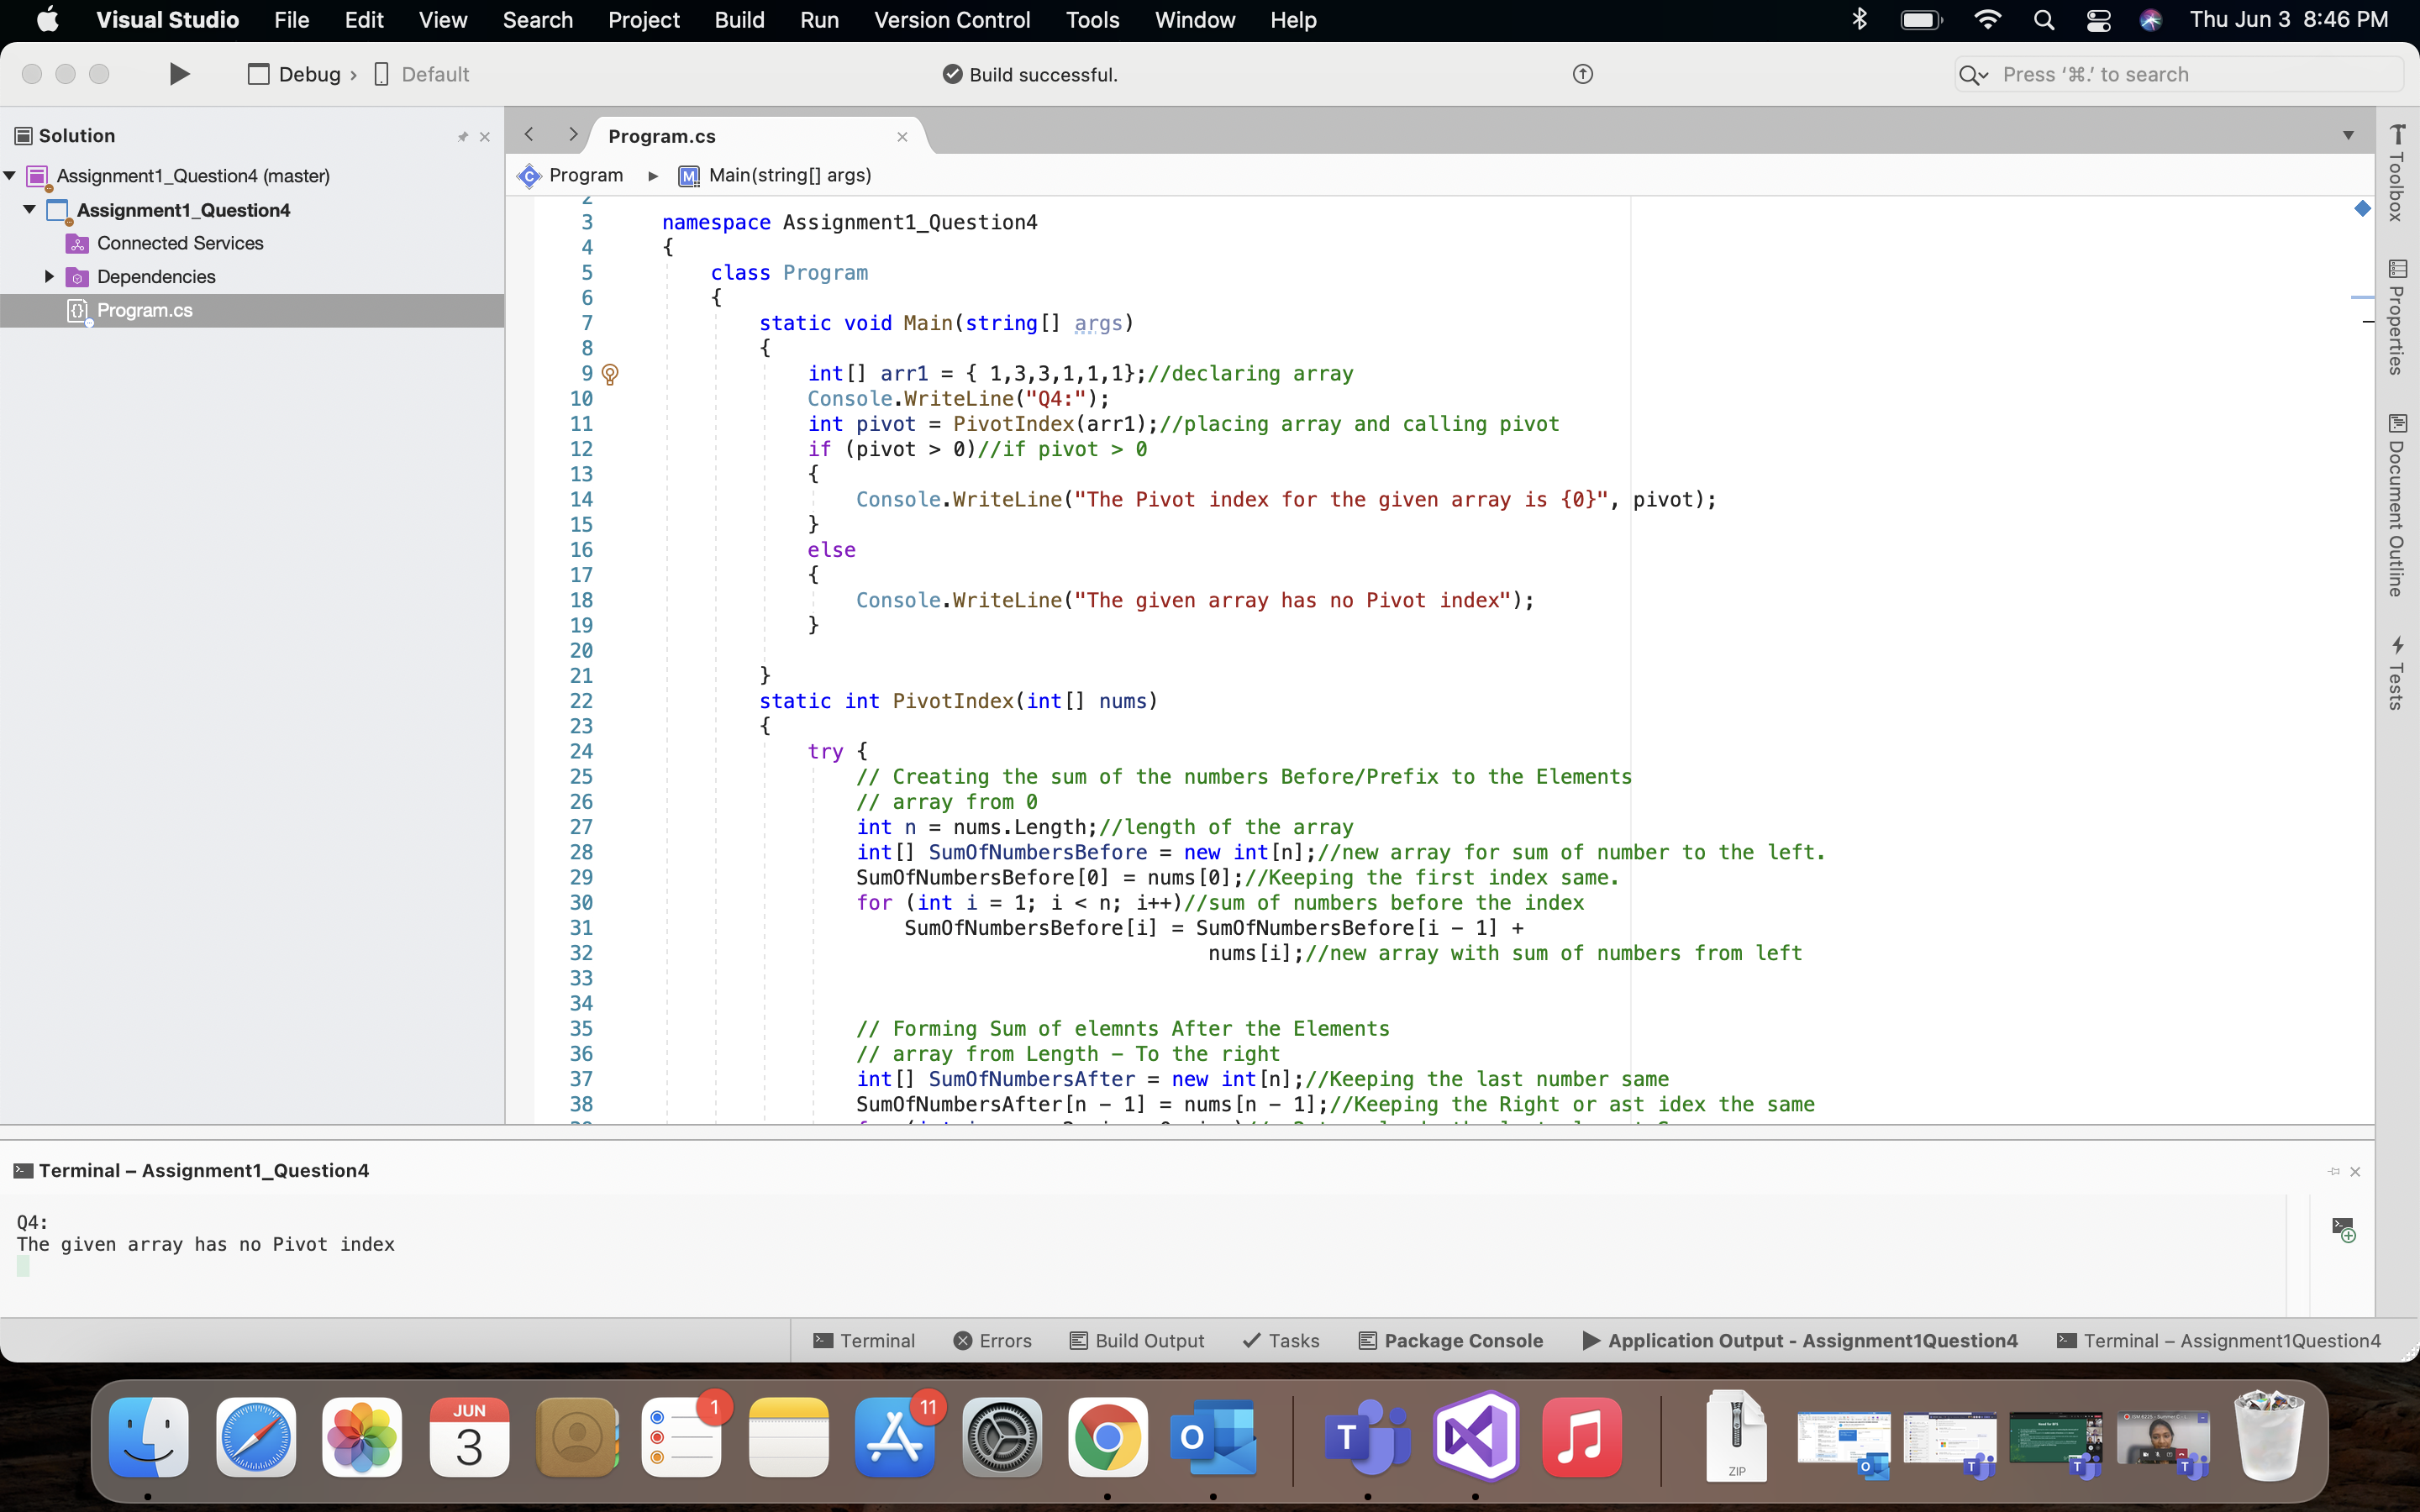 Visual Studio File Edit View Search Project Build Run Version Control Tools Window Help Thu Jun 3 8:46 PM
Debug › Default Build successful. Press '⌘.' to search
Solution
Assignment1_Question4 (master)
Assignment1_Question4
Connected Services
Dependencies
Program.cs
Program.cs
Program Main(string[] args)
2
3 namespace Assignment1_Question4
4 {
5 class Program
6 {
7 static void Main(string[] args)
8 {
9 int[] arr1 = { 1,3,3,1,1,1};//declaring array
10 Console.WriteLine("Q4:");
11 int pivot = PivotIndex(arr1);//placing array and calling pivot
12 if (pivot > 0)//if pivot > 0
13 {
14 Console.WriteLine("The Pivot index for the given array is {0}", pivot);
15 }
16 else
17 {
18 Console.WriteLine("The given array has no Pivot index");
19 }
20
21 }
22 static int PivotIndex(int[] nums)
23 {
24 try {
25 // Creating the sum of the numbers Before/Prefix to the Elements
26 // array from 0
27 int n = nums.Length;//length of the array
28 int[] SumOfNumbersBefore = new int[n];//new array for sum of number to the left.
29 SumOfNumbersBefore[0] = nums[0];//Keeping the first index same.
30 for (int i = 1; i < n; i++)//sum of numbers before the index
31 SumOfNumbersBefore[i] = SumOfNumbersBefore[i - 1] +
32 nums[i];//new array with sum of numbers from left
33
34
35 // Forming Sum of elemnts After the Elements
36 // array from Length - To the right
37 int[] SumOfNumbersAfter = new int[n];//Keeping the last number same
38 SumOfNumbersAfter[n - 1] = nums[n - 1];//Keeping the Right or ast idex the same
Toolbox
Properties
Document Outline
Tests
Terminal – Assignment1_Question4
Q4:
The given array has no Pivot index
Terminal Errors Build Output Tasks Package Console Application Output - Assignment1Question4 Terminal – Assignment1Question4
JUN
3
1
11
O
T
ZIP